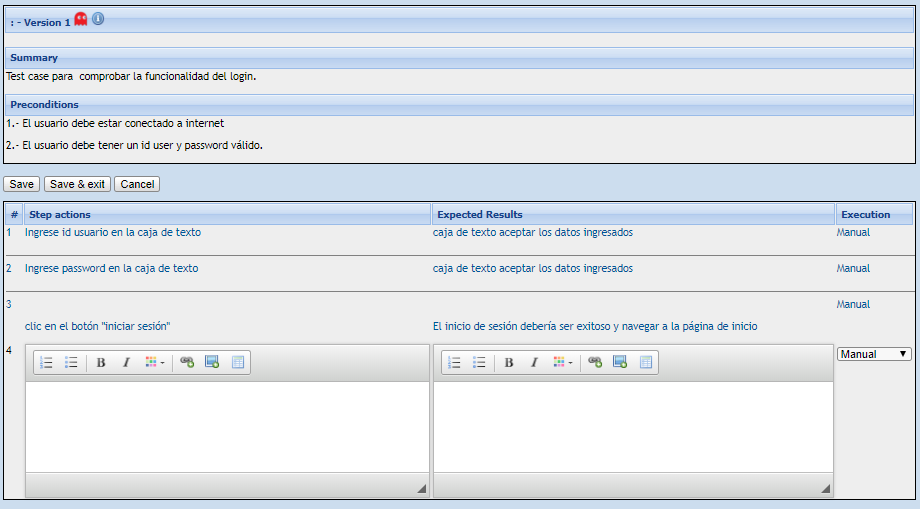 : - Version 1
Summary
Test case para comprobar la funcionalidad del login.
Preconditions
1.- El usuario debe estar conectado a internet
2.- El usuario debe tener un id user y password válido.
Save Save & exit Cancel
# Step actions Expected Results Execution
1 Ingrese id usuario en la caja de texto caja de texto aceptar los datos ingresados Manual
2 Ingrese password en la caja de texto caja de texto aceptar los datos ingresados Manual
3 Manual
clic en el botón "iniciar sesión" El inicio de sesión debería ser exitoso y navegar a la página de inicio
4 B I B I Manual